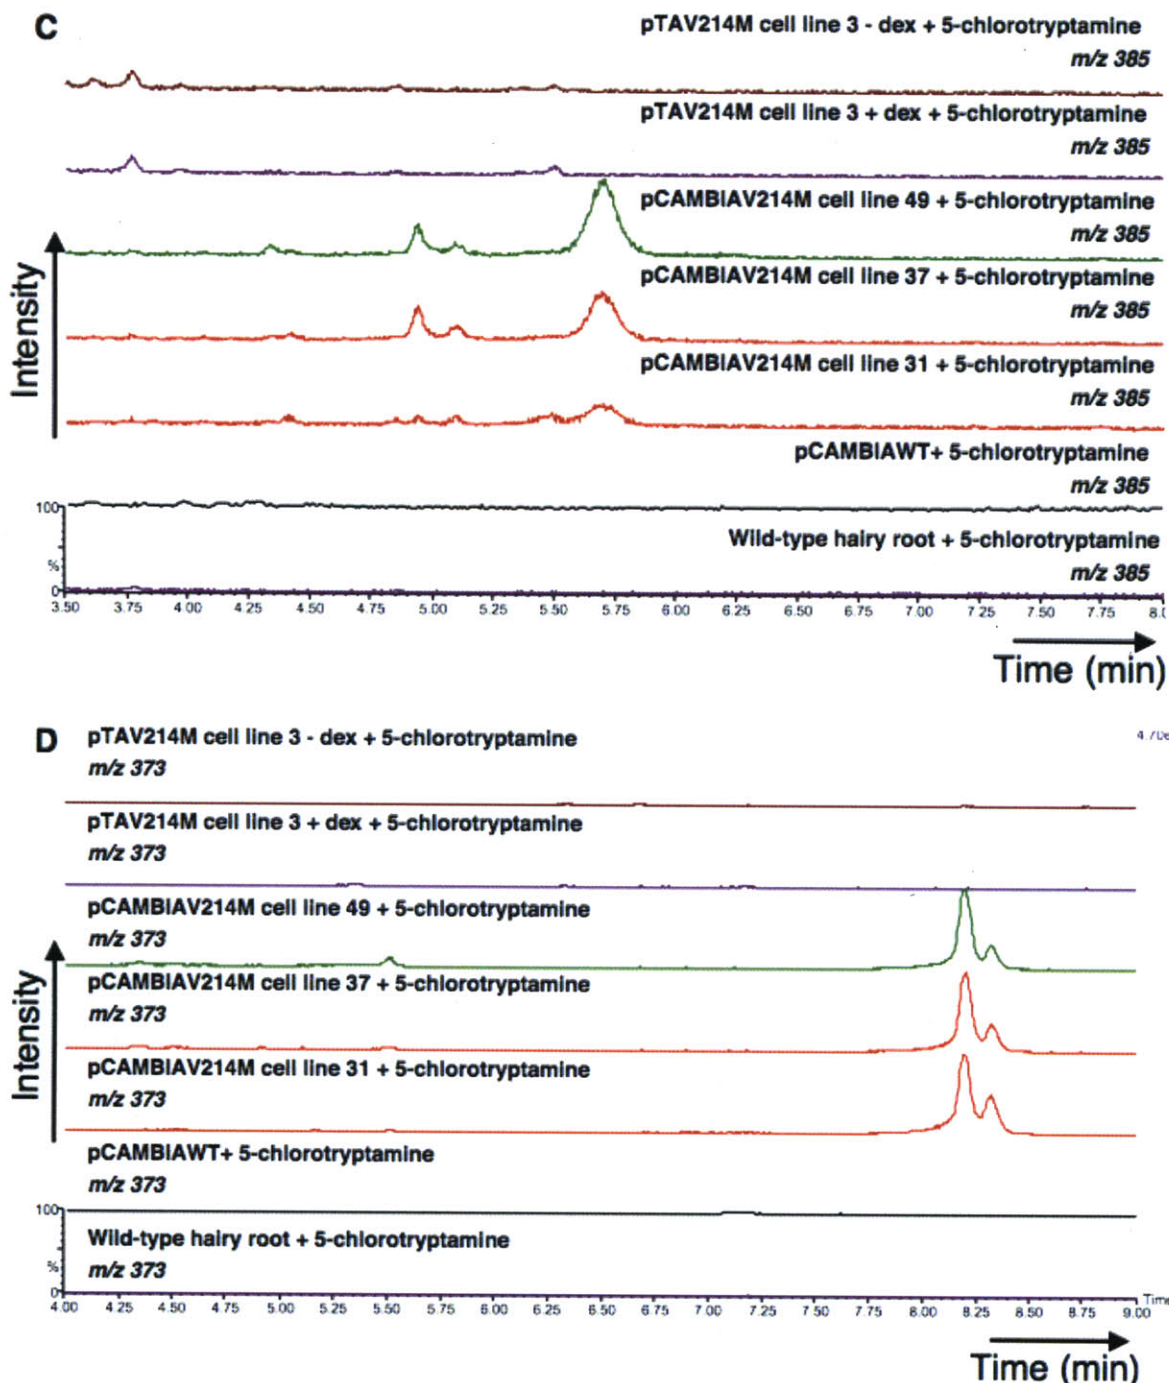 C
pTAV214M cell line 3 - dex + 5-chlorotryptamine
m/z 385
pTAV214M cell line 3 + dex + 5-chlorotryptamine
m/z 385
pCAMBIAV214M cell line 49 + 5-chlorotryptamine
m/z 385
pCAMBIAV214M cell line 37 + 5-chlorotryptamine
m/z 385
pCAMBIAV214M cell line 31 + 5-chlorotryptamine
m/z 385
pCAMBIAWT+ 5-chlorotryptamine
m/z 385
Wild-type hairy root + 5-chlorotryptamine
m/z 385
Intensity
100
%
0
3.50 3.75 4.00 4.25 4.50 4.75 5.00 5.25 5.50 5.75 6.00 6.25 6.50 6.75 7.00 7.25 7.50 7.75
Time (min)
D
pTAV214M cell line 3 - dex + 5-chlorotryptamine
m/z 373
pTAV214M cell line 3 + dex + 5-chlorotryptamine
m/z 373
pCAMBIAV214M cell line 49 + 5-chlorotryptamine
m/z 373
pCAMBIAV214M cell line 37 + 5-chlorotryptamine
m/z 373
pCAMBIAV214M cell line 31 + 5-chlorotryptamine
m/z 373
pCAMBIAWT+ 5-chlorotryptamine
m/z 373
Wild-type hairy root + 5-chlorotryptamine
m/z 373
Intensity
100
%
0
4.00 4.25 4.50 4.75 5.00 5.25 5.50 5.75 6.00 6.25 6.50 6.75 7.00 7.25 7.50 7.75 8.00 8.25 8.50 8.75 9.00
Time
Time (min)